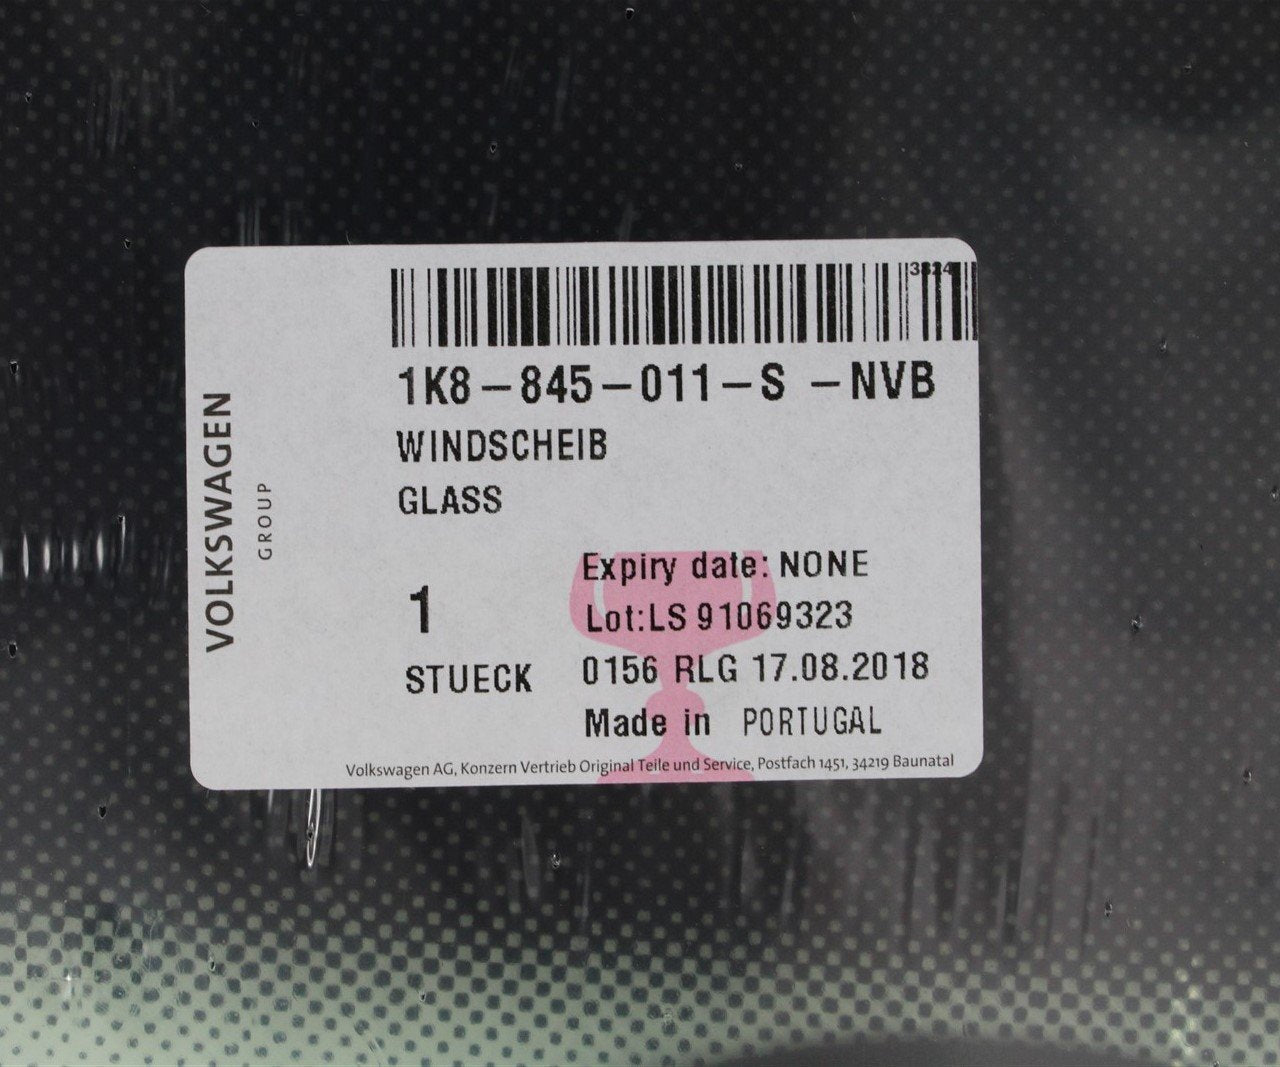 VOLKSWAGEN
GROUP
3824
1K8-845-011-S -NVB
WINDSCHEIB
GLASS
1
STUECK
Expiry date: NONE
Lot:LS 91069323
0156 RLG 17.08.2018
Made in PORTUGAL
Volkswagen AG, Konzern Vertrieb Original Teile und Service, Postfach 1451, 34219 Baunatal